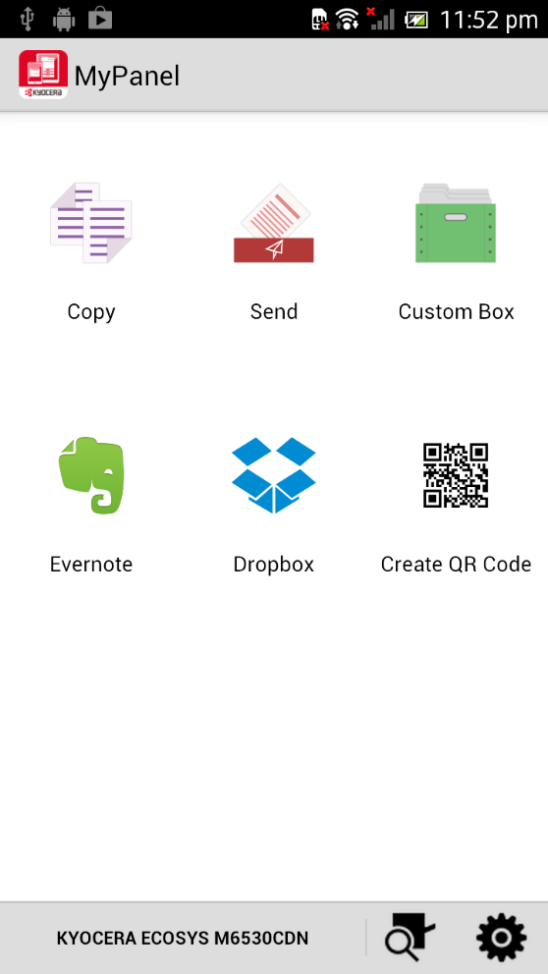 11:52 pm
KYOCERA
MyPanel
Copy
Send
Custom Box
Evernote
Dropbox
Create QR Code
KYOCERA ECOSYS M6530CDN